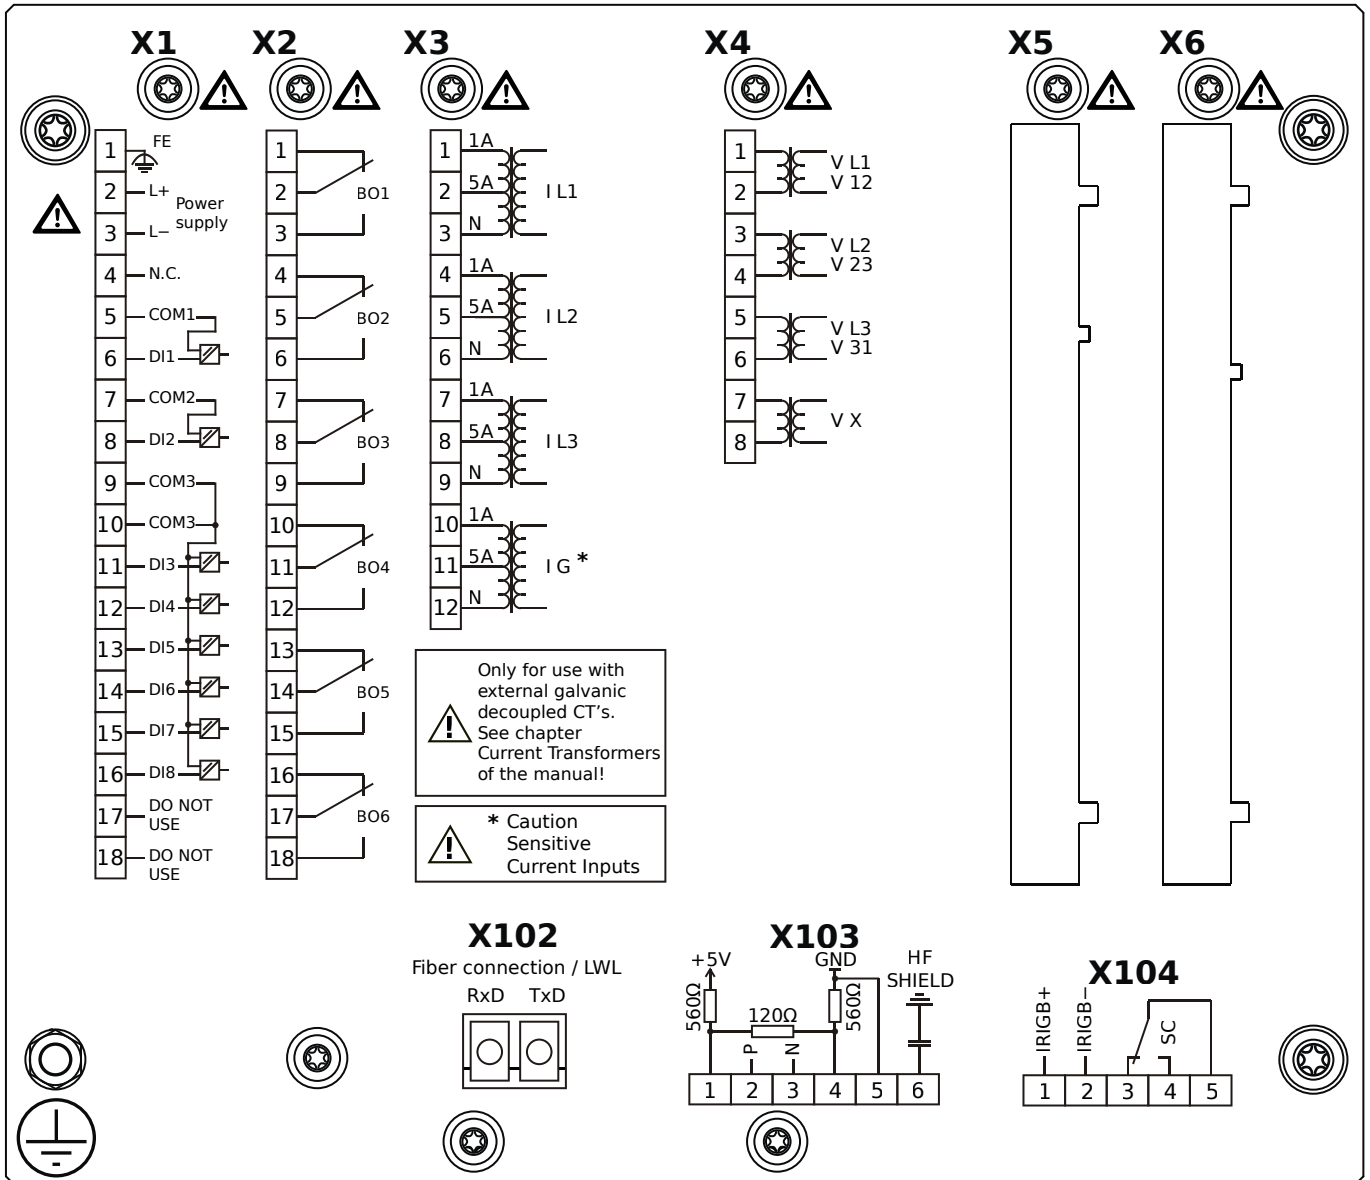 X1
X2
X3
X4
X5
X6
1 FE
2 L+
Power
supply
3 L−
4 N.C.
5 COM1
6 DI1
7 COM2
8 DI2
9 COM3
10 COM3
11 DI3
12 DI4
13 DI5
14 DI6
15 DI7
16 DI8
17 DO NOT
USE
18 DO NOT
USE
1
2 BO1
3
4
5 BO2
6
7
8 BO3
9
10
11 BO4
12
13
14 BO5
15
16
17 BO6
18
1 1A
2 5A I L1
3 N
4 1A
5 5A I L2
6 N
7 1A
8 5A I L3
9 N
10 1A
11 5A I G *
12 N
Only for use with
external galvanic
decoupled CT's.
See chapter
Current Transformers
of the manual!
* Caution
Sensitive
Current Inputs
1 V L1
2 V 12
3 V L2
4 V 23
5 V L3
6 V 31
7 V X
8
X102
Fiber connection / LWL
RxD TxD
X103
+5V GND HF
SHIELD
560Ω 120Ω 560Ω
P N
1 2 3 4 5 6
X104
IRIGB+ IRIGB− SC
1 2 3 4 5